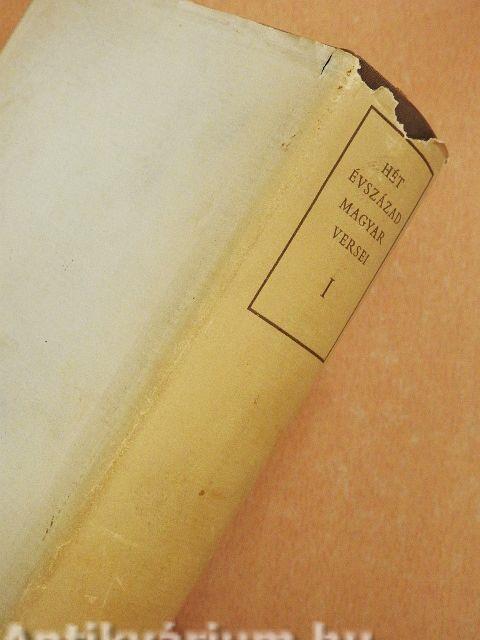 HÉT
ÉVSZÁZAD
MAGYAR
VERSEI
I
Antikvárium.hu